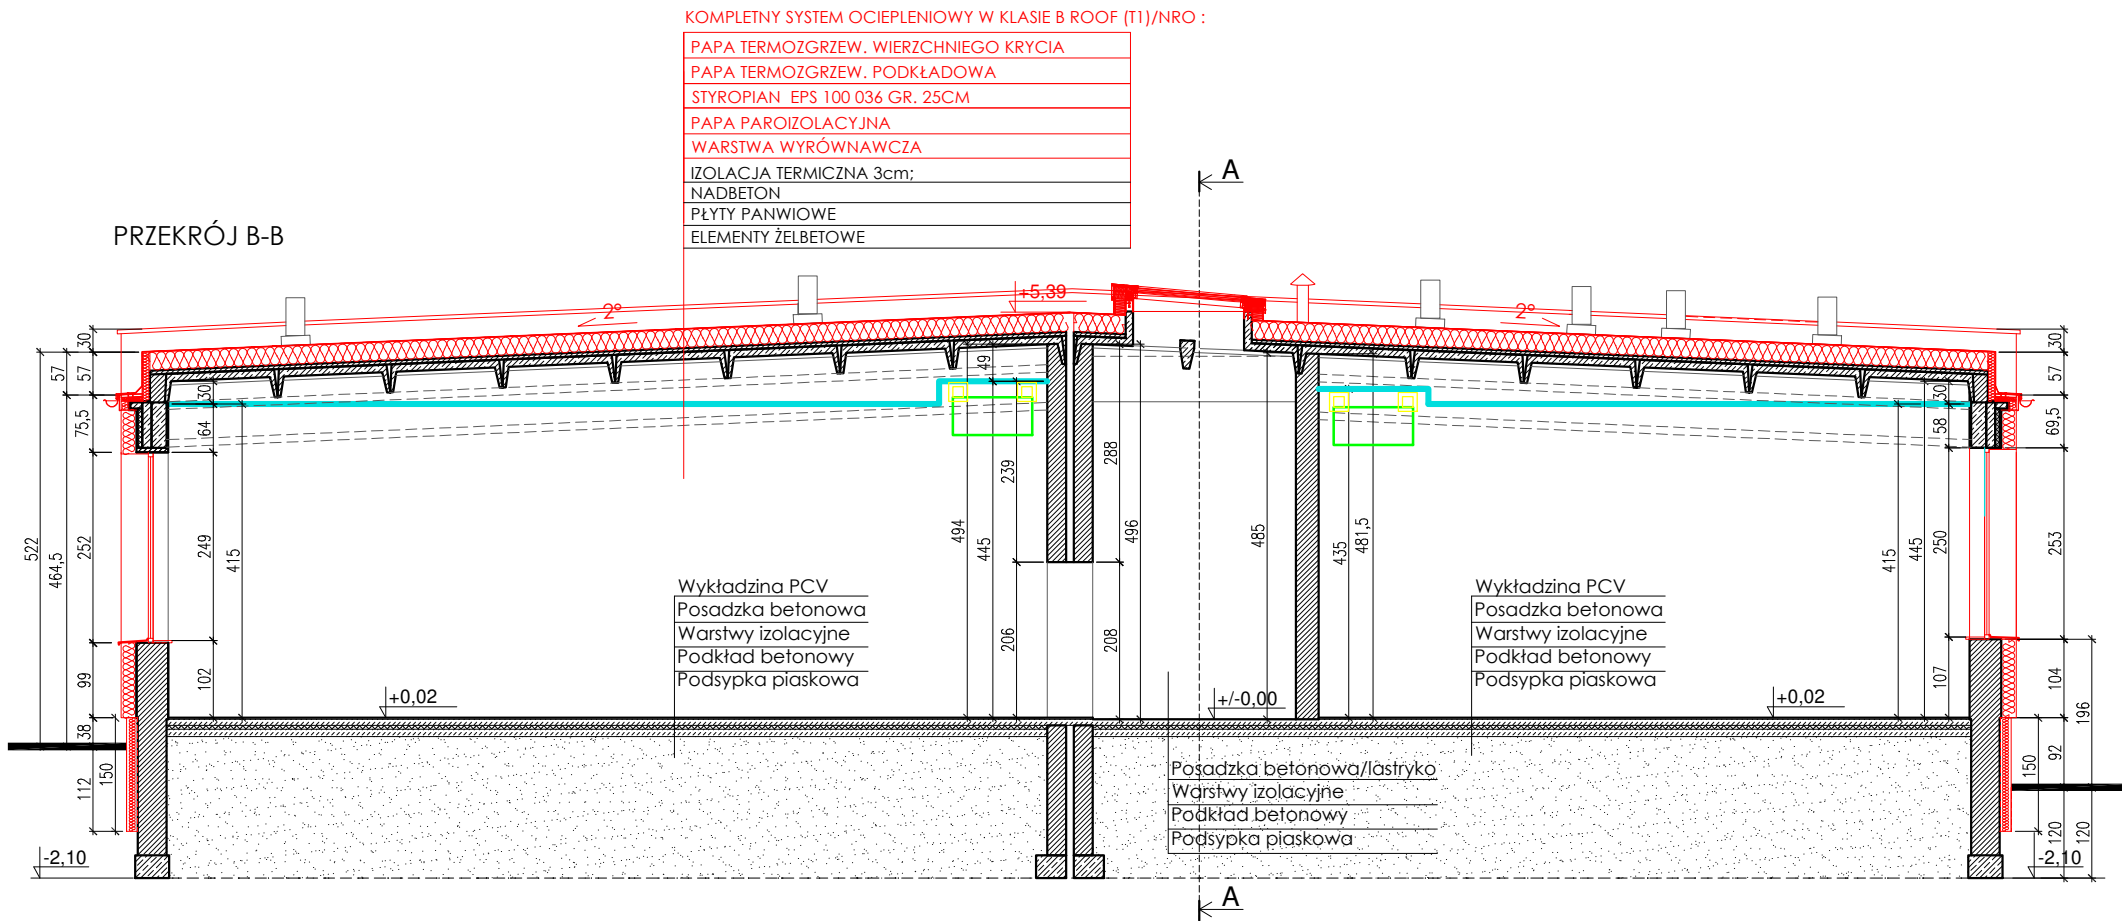 KOMPLETNY SYSTEM OCIEPLENIOWY W KLASIE B ROOF (T1)/NRO :
PAPA TERMOZGRZEW. WIERZCHNIEGO KRYCIA
PAPA TERMOZGRZEW. PODKŁADOWA
STYROPIAN EPS 100 036 GR. 25CM
PAPA PAROIZOLACYJNA
WARSTWA WYRÓWNAWCZA
IZOLACJA TERMICZNA 3cm;
NADBETON
PŁYTY PANWIOWE
ELEMENTY ŻELBETOWE
A
PRZEKRÓJ B-B
+5,39
2°
2°
30
57
57
75,5
30
64
522
464,5
252
249
415
99
102
38
112
150
49
494
445
239
206
288
208
496
485
435
481,5
415
445
30
58
250
107
30
57
69,5
253
104
196
92
150
120
120
Wykładzina PCV
Posadzka betonowa
Warstwy izolacyjne
Podkład betonowy
Podsypka piaskowa
Wykładzina PCV
Posadzka betonowa
Warstwy izolacyjne
Podkład betonowy
Podsypka piaskowa
+0,02
+/-0,00
+0,02
Posadzka betonowa/lastryko
Warstwy izolacyjne
Podkład betonowy
Podsypka piaskowa
-2,10
-2,10
A